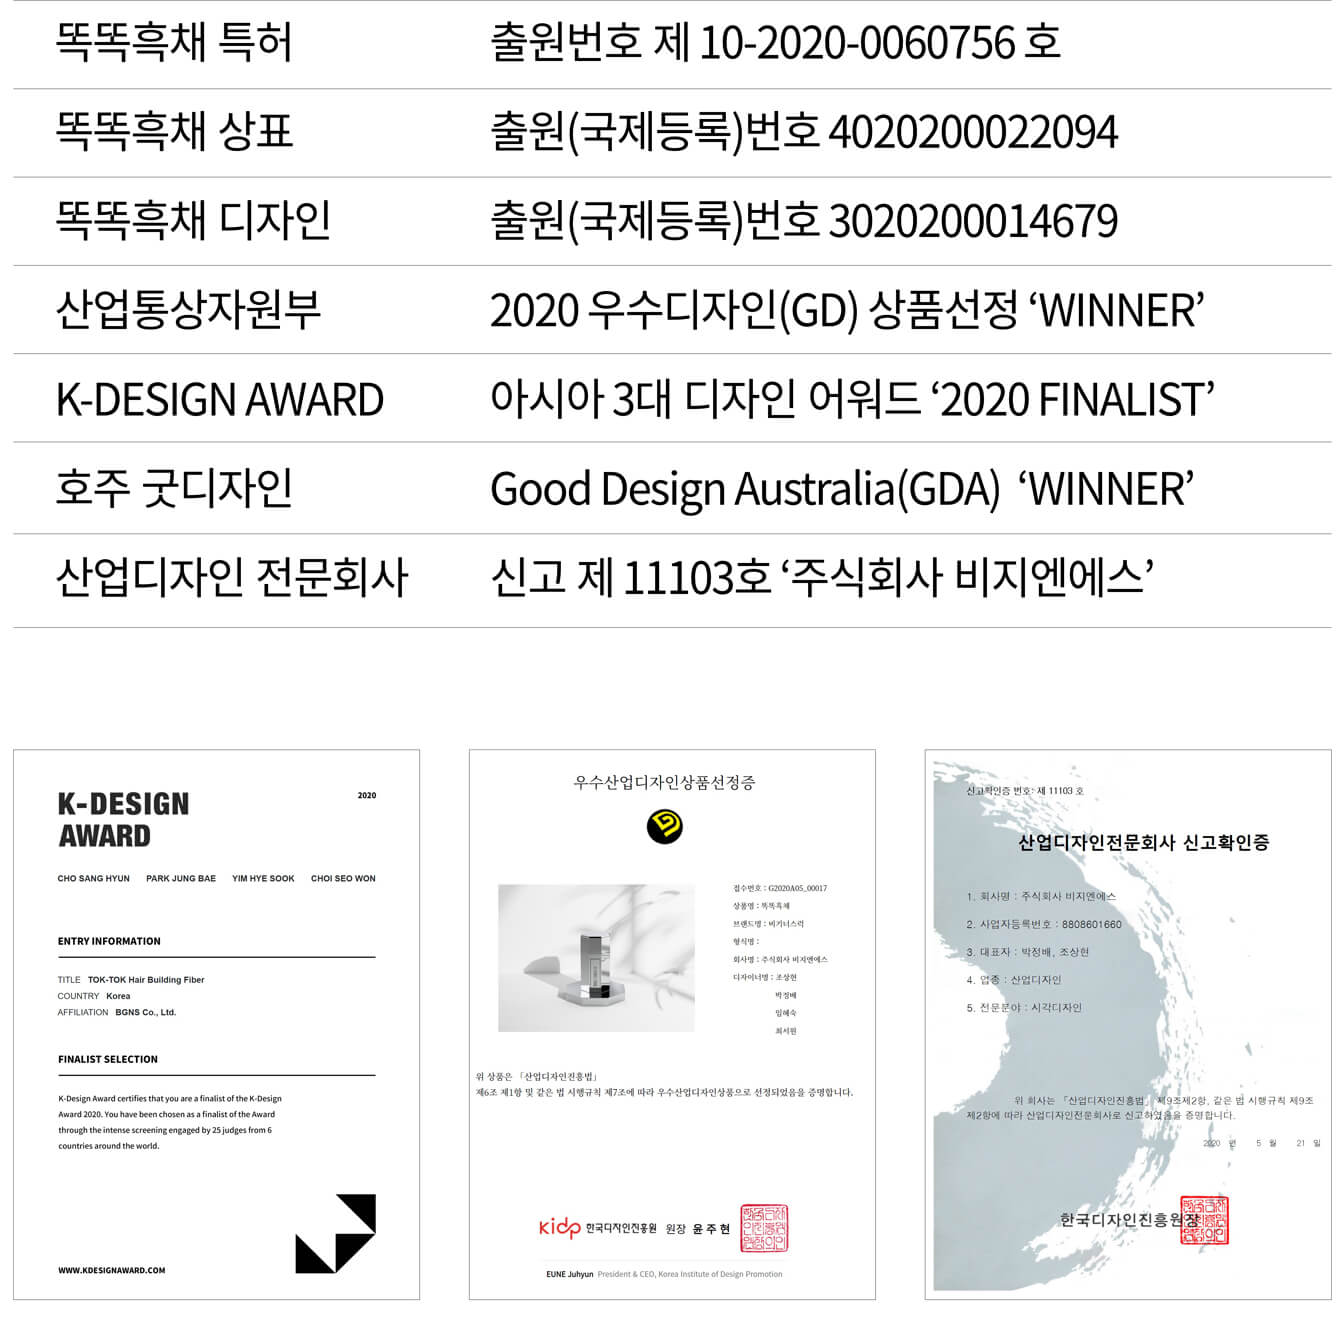 똑똑흑채 특허 출원번호 제 10-2020-0060756 호
똑똑흑채 상표 출원(국제등록)번호 4020200022094
똑똑흑채 디자인 출원(국제등록)번호 3020200014679
산업통상자원부 2020 우수디자인(GD) 상품선정 ‘WINNER’
K-DESIGN AWARD 아시아 3대 디자인 어워드 ‘2020 FINALIST’
호주 굿디자인 Good Design Australia(GDA) ‘WINNER’
산업디자인 전문회사 신고 제 11103호 ‘주식회사 비지엔에스’
K-DESIGN
AWARD
2020
CHO SANG HYUN PARK JUNG BAE YIM HYE SOOK CHOI SEO WON
ENTRY INFORMATION
TITLE TOK-TOK Hair Building Fiber
COUNTRY Korea
AFFILIATION BGNS Co., Ltd.
FINALIST SELECTION
K-Design Award certifies that you are a finalist of the K-Design
Award 2020. You have been chosen as a finalist of the Award
through the intense screening engaged by 25 judges from 6
countries around the world.
WWW.KDESIGNAWARD.COM
우수산업디자인상품선정증
접수번호 : G2020A05_00017
상품명 : 똑똑흑채
브랜드명 : 비기너스럭
형식명 :
회사명 : 주식회사 비지엔에스
디자이너명 : 조상현
박정배
임혜숙
최서원
위 상품은 「산업디자인진흥법」
제6조 제1항 및 같은 법 시행규칙 제7조에 따라 우수산업디자인상품으로 선정되었음을 증명합니다.
kidp 한국디자인진흥원 원장 윤주현
EUNE Juhyun President & CEO, Korea Institute of Design Promotion
신고확인증 번호: 제 11103 호
산업디자인전문회사 신고확인증
1. 회사명 : 주식회사 비지엔에스
2. 사업자등록번호 : 8808601660
3. 대표자 : 박정배, 조상현
4. 업종 : 산업디자인
5. 전문분야 : 시각디자인
위 회사는 「산업디자인진흥법」 제9조제2항, 같은 법 시행규칙 제9조
제2항에 따라 산업디자인전문회사로 신고하였음을 증명합니다.
2020 년 5 월 21 일
한국디자인진흥원장